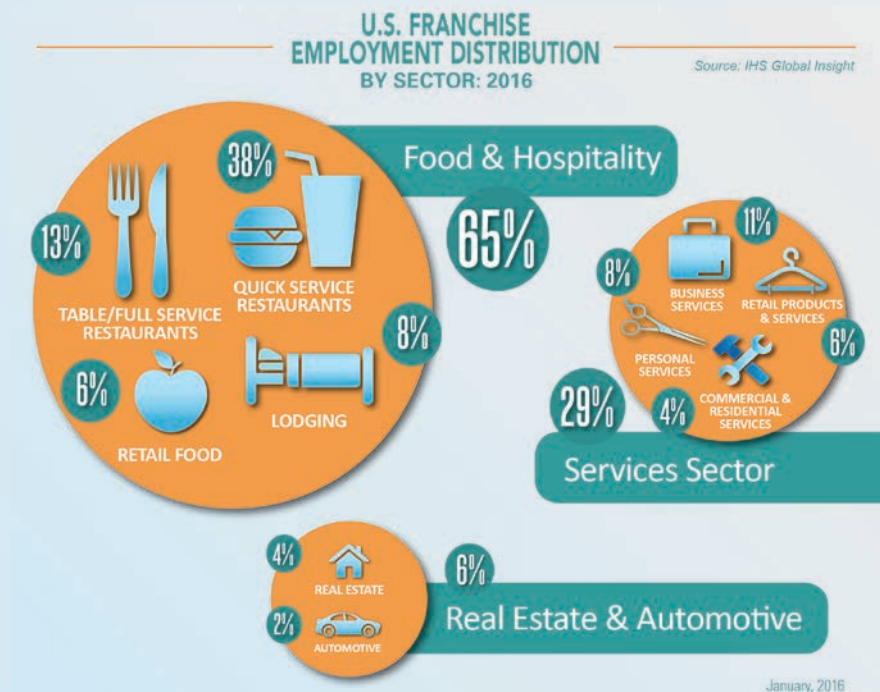 U.S. FRANCHISE
EMPLOYMENT DISTRIBUTION
BY SECTOR: 2016
Source: IHS Global Insight
Food & Hospitality
65%
38%
QUICK SERVICE
RESTAURANTS
13%
TABLE/FULL SERVICE
RESTAURANTS
8%
LODGING
6%
RETAIL FOOD
11%
BUSINESS
SERVICES
RETAIL PRODUCTS
& SERVICES
8%
PERSONAL
SERVICES
6%
COMMERCIAL &
RESIDENTIAL
SERVICES
4%
29%
Services Sector
4%
REAL ESTATE
2%
AUTOMOTIVE
6%
Real Estate & Automotive
January, 2016